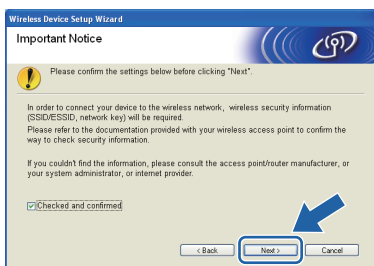 Wireless Device Setup Wizard
Important Notice
Please confirm the settings below before clicking "Next".
In order to connect your device to the wireless network, wireless security information
(SSID/ESSID, network key) will be required.
Please refer to the documentation provided with your wireless access point to confirm the
way to check security information.
If you couldn't find the information, please consult the access point/router manufacturer, or
your system administrator, or internet provider.
Checked and confirmed
< Back Next > Cancel